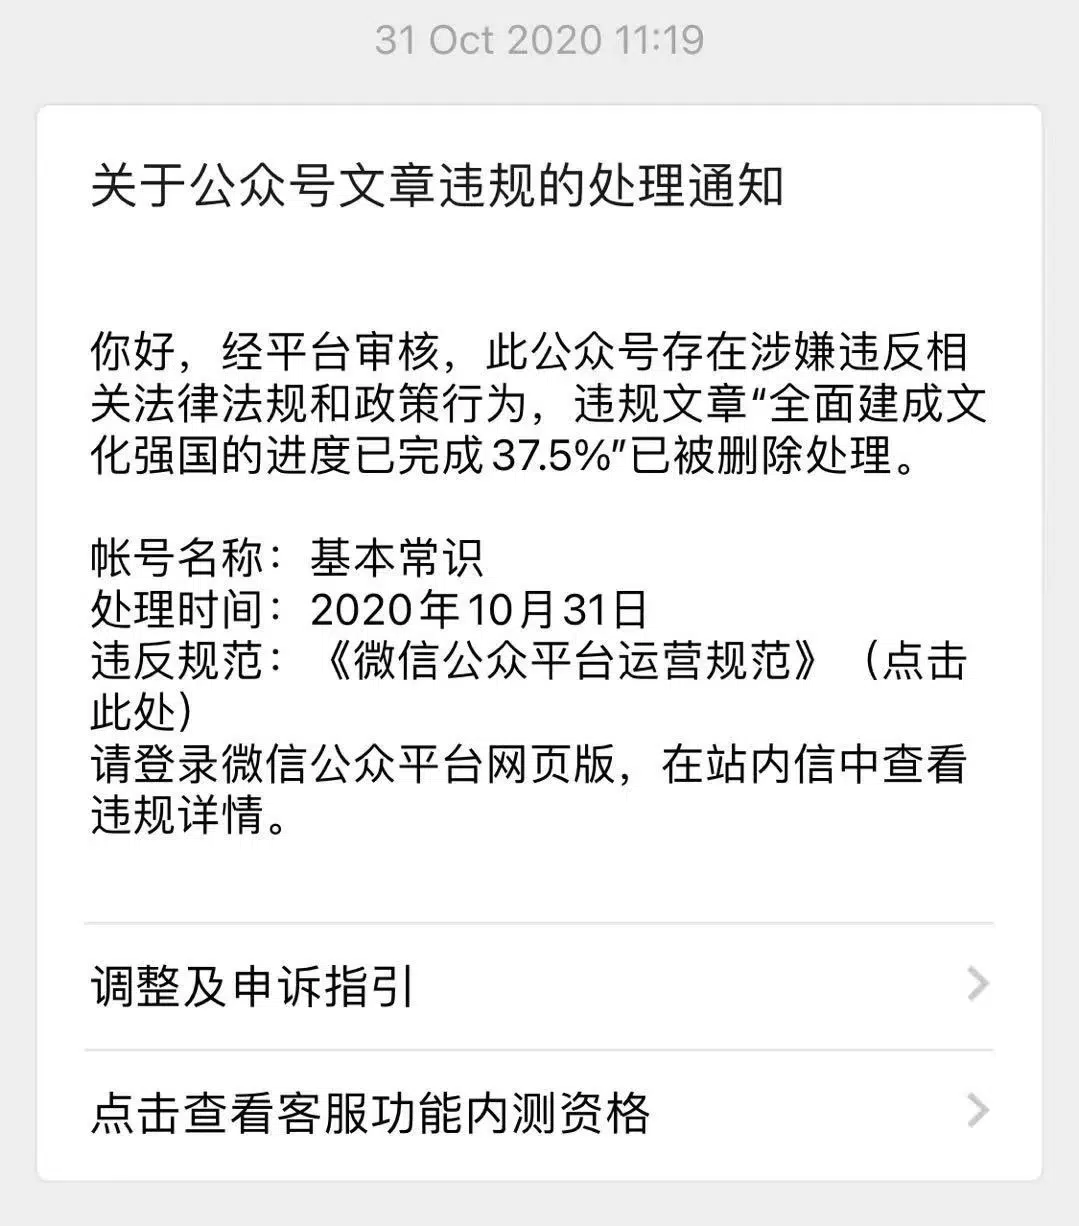 31 Oct 2020 11:19
关于公众号文章违规的处理通知
你好，经平台审核，此公众号存在涉嫌违反相
关法律法规和政策行为，违规文章“全面建成文
化强国的进度已完成37.5%”已被删除处理。
帐号名称：基本常识
处理时间：2020年10月31日
违反规范：《微信公众平台运营规范》（点击
此处）
请登录微信公众平台网页版，在站内信中查看
违规详情。
调整及申诉指引
点击查看客服功能内测资格